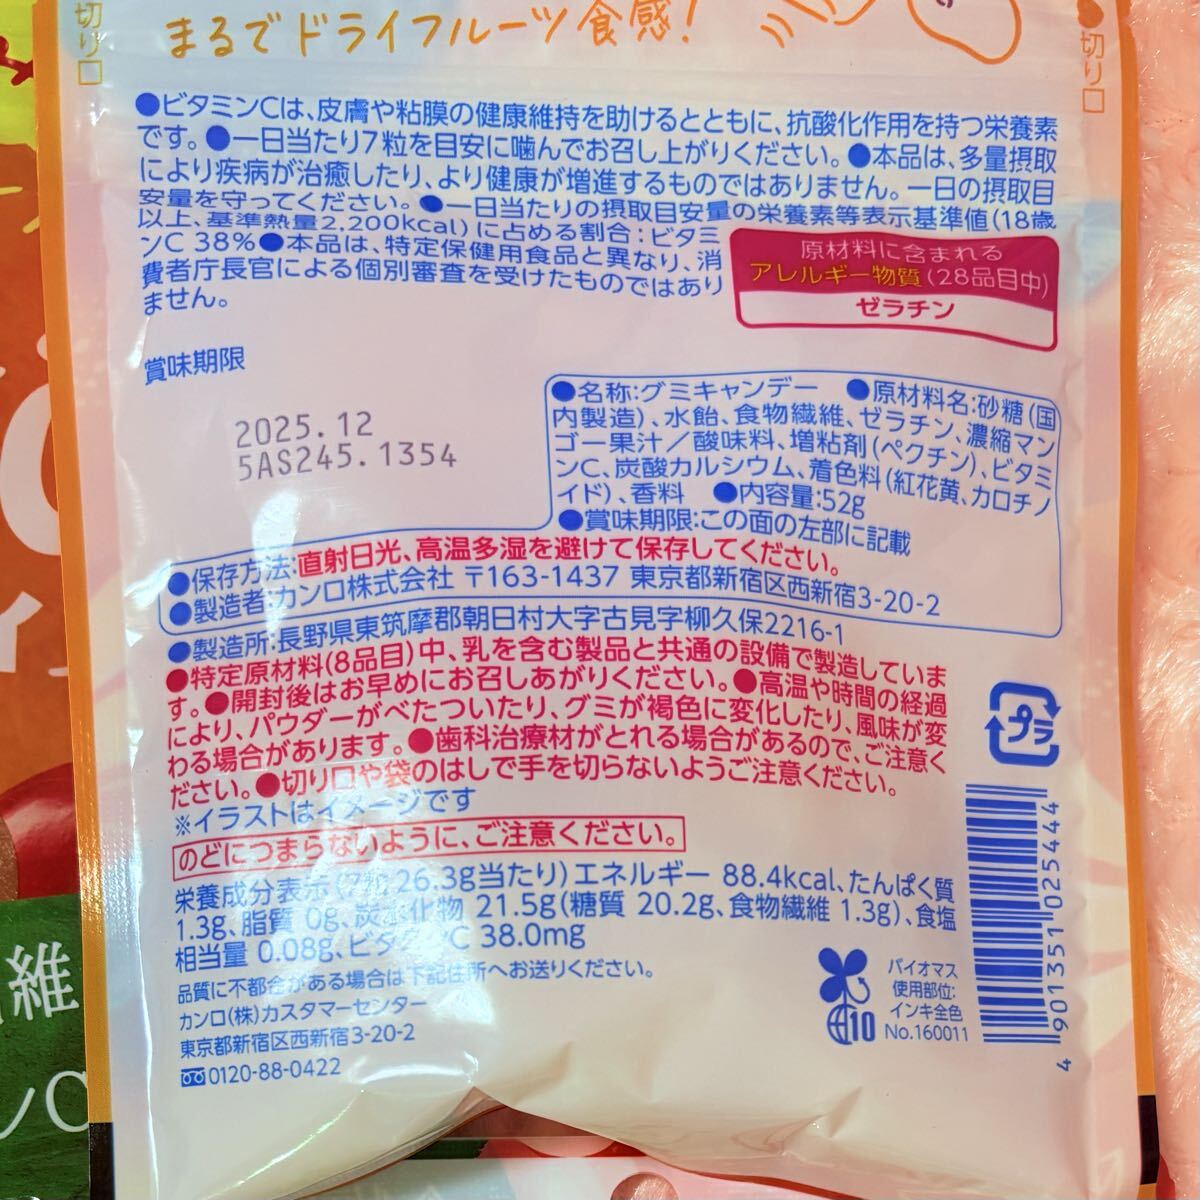 切り口
まるでドライフルーツ食感!
切り口
●ビタミンCは、皮膚や粘膜の健康維持を助けるとともに、抗酸化作用を持つ栄養素
です。●一日当たり7粒を目安に噛んでお召し上がりください。●本品は、多量摂取
により疾病が治癒したり、より健康が増進するものではありません。一日の摂取目
安量を守ってください。●一日当たりの摂取目安量の栄養素等表示基準値(18歳
以上、基準熱量2,200kcal)に占める割合:ビタミ
ンC 38%●本品は、特定保健用食品と異なり、消
費者庁長官による個別審査を受けたものではあり
ません。
原材料に含まれる
アレルギー物質(28品目中)
ゼラチン
賞味期限
2025.12
5AS245.1354
●名称:グミキャンデー ●原材料名:砂糖(国
内製造)、水飴、食物繊維、ゼラチン、濃縮マン
ゴー果汁/酸味料、増粘剤(ペクチン)、ビタミ
ンC、炭酸カルシウム、着色料(紅花黄、カロチノ
イド)、香料 ●内容量:52g
●賞味期限:この面の左部に記載
●保存方法:直射日光、高温多湿を避けて保存してください。
●製造者:カンロ株式会社 〒163-1437 東京都新宿区西新宿3-20-2
●製造所:長野県東筑摩郡朝日村大字古見字柳久保2216-1
●特定原材料(8品目)中、乳を含む製品と共通の設備で製造していま
す。●開封後はお早めにお召しあがりください。●高温や時間の経過
により、パウダーがべたついたり、グミが褐色に変化したり、風味が変
わる場合があります。●歯科治療材がとれる場合があるので、ご注意く
ださい。●切り口や袋のはしで手を切らないようご注意ください。
※イラストはイメージです
のどにつまらないように、ご注意ください。
プラ
栄養成分表示(7粒26.3g当たり)エネルギー 88.4kcal、たんぱく質
1.3g、脂質 0g、炭水化物 21.5g(糖質 20.2g、食物繊維 1.3g)、食塩
相当量 0.08g、ビタミンC 38.0mg
品質に不都合がある場合は下記住所へお送りください。
カンロ(株)カスタマーセンター
東京都新宿区西新宿3-20-2
0120-88-0422
10
バイオマス
使用部位:
インキ全色
No.160011
4 901351 025444
維
ンC